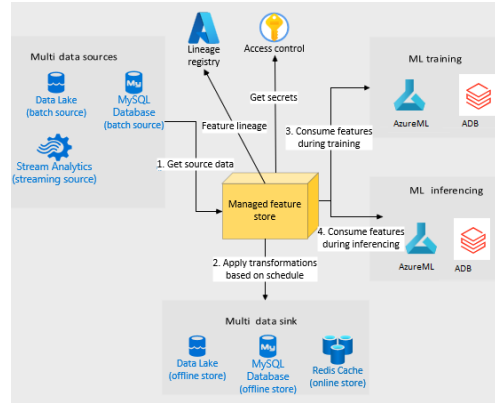 Lineage
registry
Access control
Multi data sources
Data Lake
(batch source)
MySQL
Database
(batch source)
Stream Analytics
(streaming source)
ML training
AzureML
ADB
Get secrets
Feature lineage
1. Get source data
3. Consume features
during training
Managed feature
store
ML inferencing
AzureML
ADB
4. Consume features
during inferencing
2. Apply transformations
based on schedule
Multi data sink
Data Lake
(offline store)
My
MySQL
Database
(offline store)
Redis Cache
(online store)